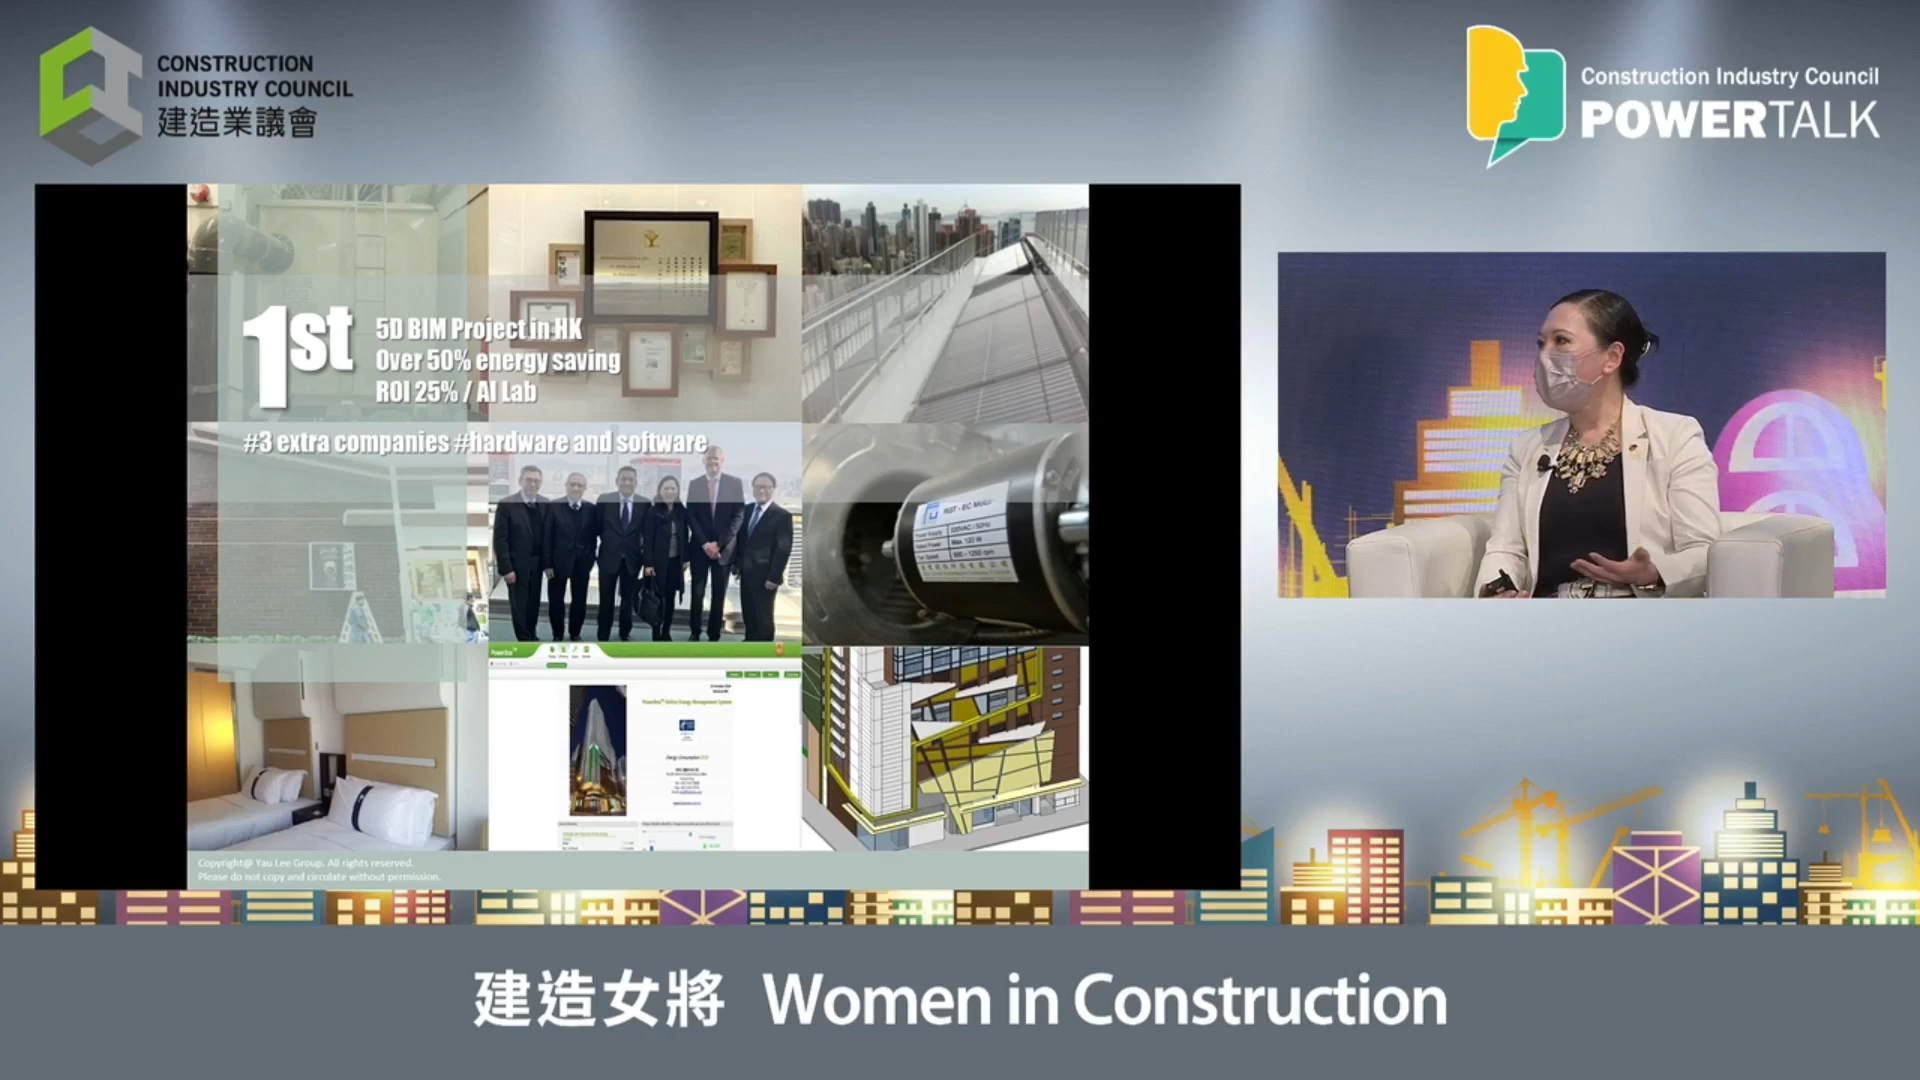 CONSTRUCTION
INDUSTRY COUNCIL
建造業議會
Construction Industry Council
POWERTALK
1st
5D BIM Project in HK
Over 50% energy saving
ROI 25% / AI Lab
#3 extra companies #hardware and software
Copyright@ Yau Lee Group. All rights reserved.
Please do not copy and circulate without permission.
建造女將 Women in Construction